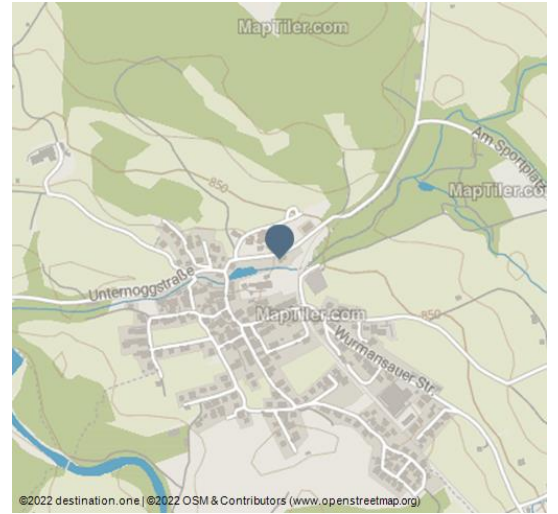 MapTiler.com
Am Sportplatz
MapTiler.com
850
Unternoggstraße
MapTiler.com
850
Wurmansauer Str.
©2022 destination.one | ©2022 OSM & Contributors (www.openstreetmap.org)